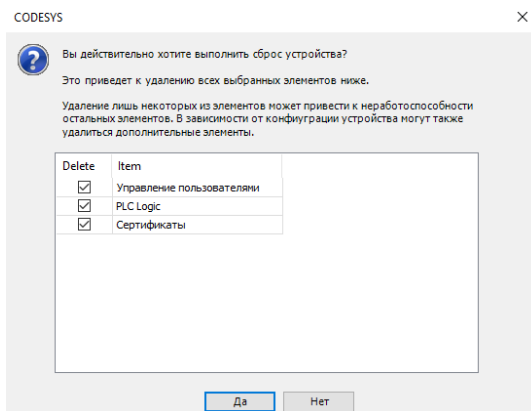 CODESYS
Вы действительно хотите выполнить сброс устройства?
Это приведет к удалению всех выбранных элементов ниже.
Удаление лишь некоторых из элементов может привести к неработоспособности
остальных элементов. В зависимости от конфиуграции устройства могут также
удалиться дополнительные элементы.
Delete Item
Управление пользователями
PLC Logic
Сертификаты
Да Нет